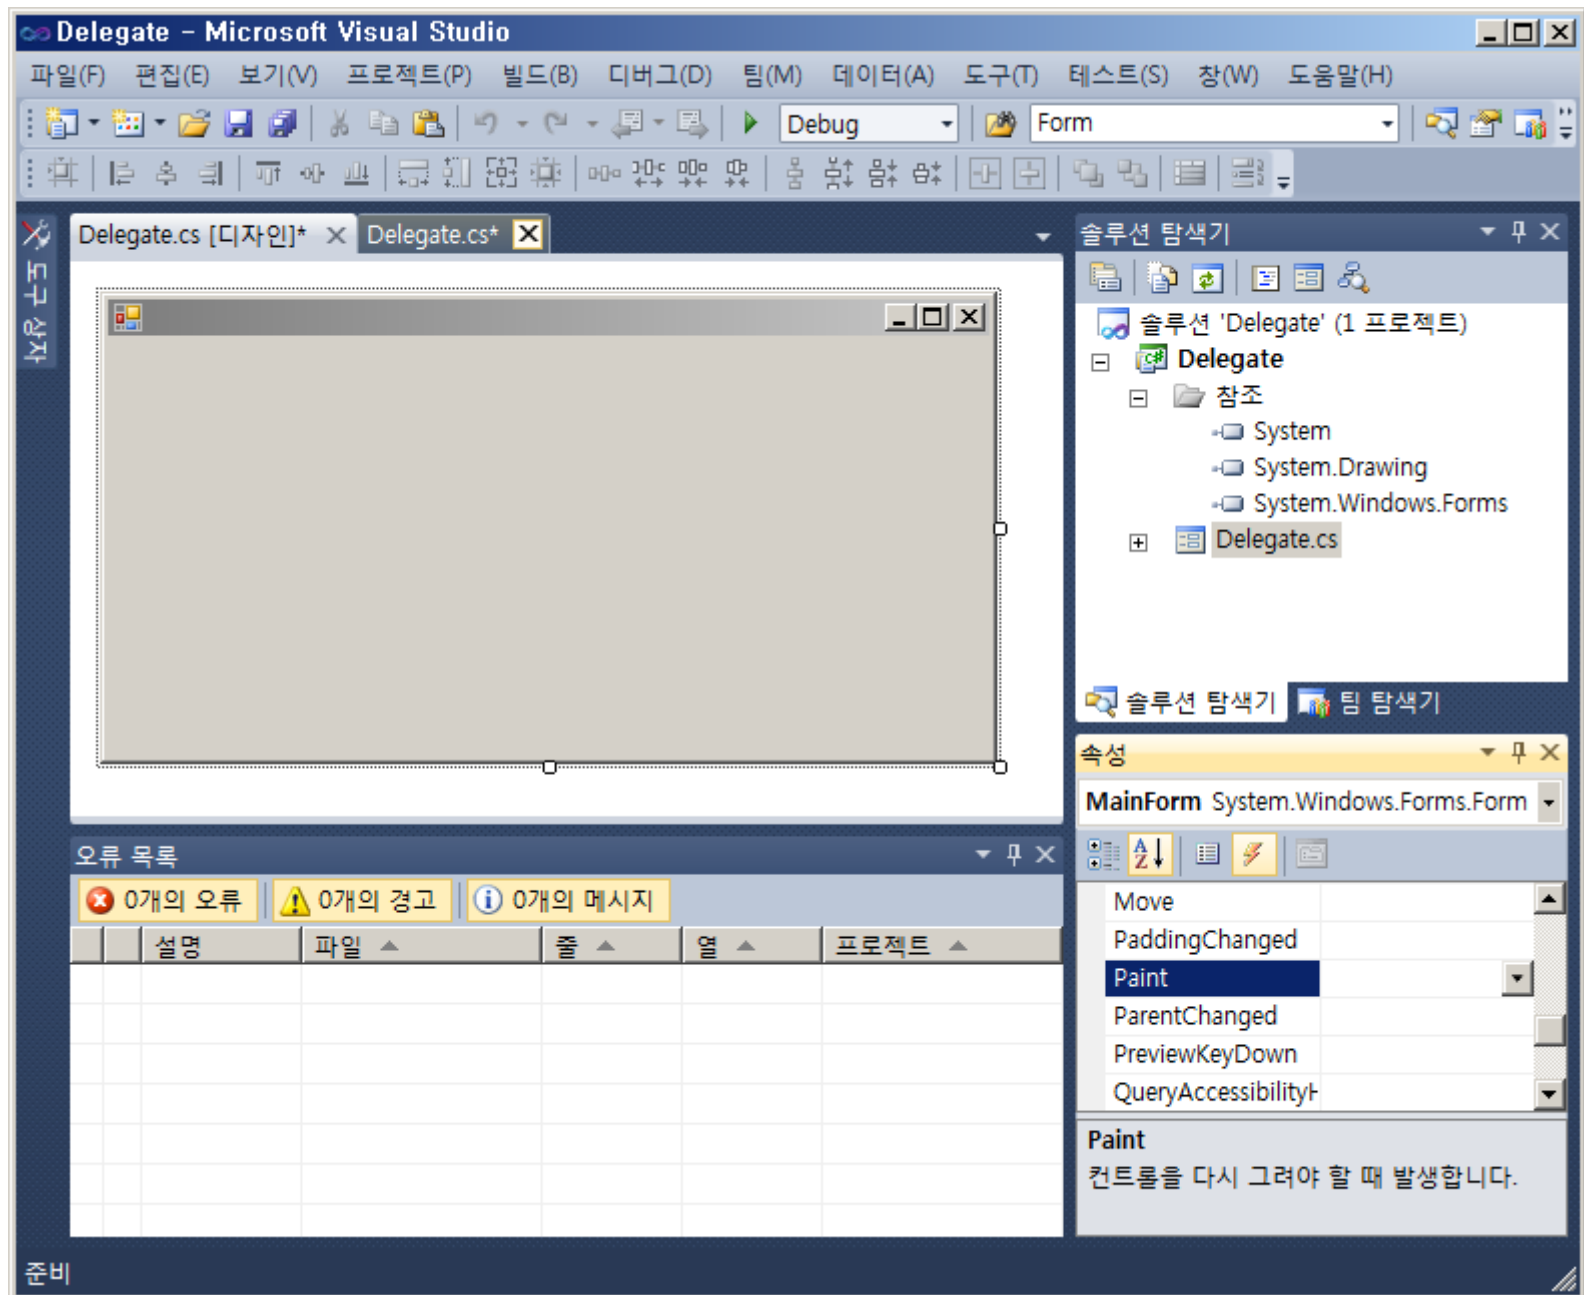 Delegate - Microsoft Visual Studio
파일(F) 편집(E) 보기(V) 프로젝트(P) 빌드(B) 디버그(D) 팀(M) 데이터(A) 도구(T) 테스트(S) 창(W) 도움말(H)
Debug Form
도구 상자
Delegate.cs [디자인]* Delegate.cs*
솔루션 탐색기
솔루션 'Delegate' (1 프로젝트)
Delegate
참조
System
System.Drawing
System.Windows.Forms
Delegate.cs
솔루션 탐색기 팀 탐색기
속성
MainForm System.Windows.Forms.Form
Move
PaddingChanged
Paint
ParentChanged
PreviewKeyDown
QueryAccessibilityH
Paint
컨트롤을 다시 그려야 할 때 발생합니다.
오류 목록
0개의 오류 0개의 경고 0개의 메시지
설명 파일 줄 열 프로젝트
준비